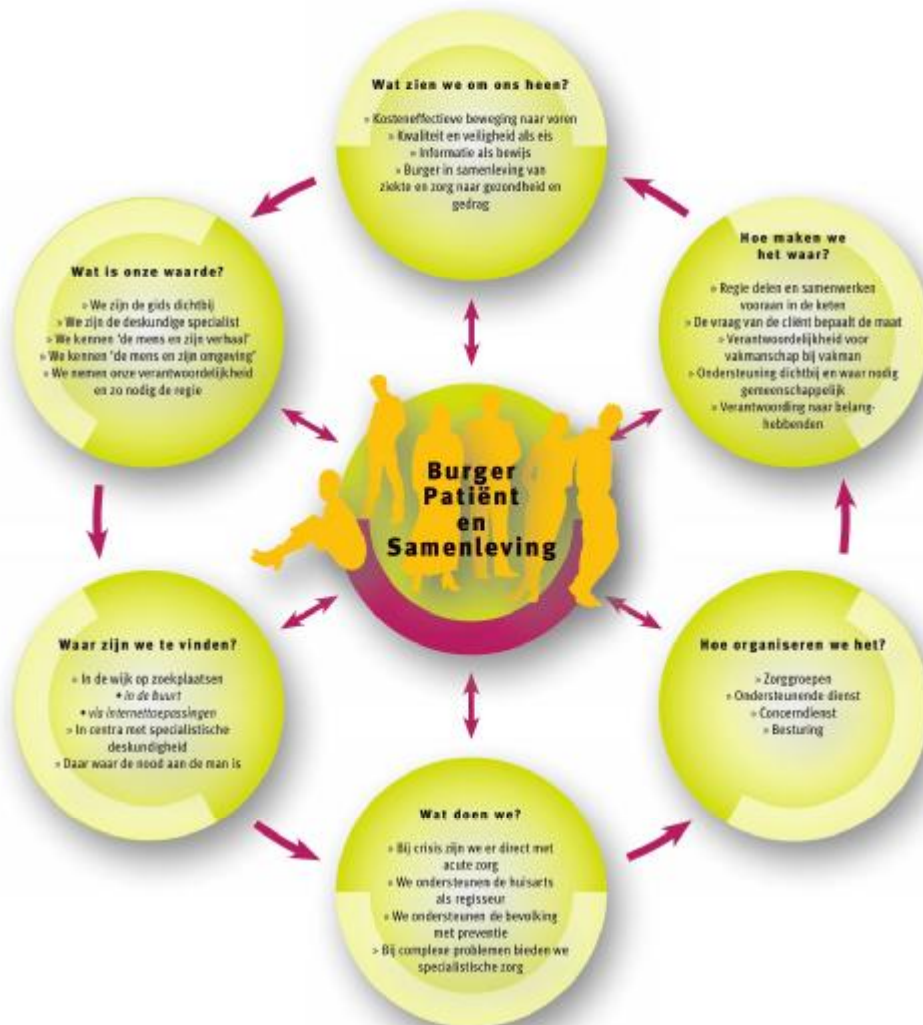 Wat zien we om ons heen?
» Kosteneffectieve beweging naar voren
» Kwaliteit en veiligheid als eis
» Informatie als bewijs
» Burger in samenleving van
ziekte en zorg naar gezondheid en
gedrag
Wat is onze waarde?
» We zijn de gids dichtbij
» We zijn de deskundige specialist
» We kennen 'de mens en zijn verhaal'
» We kennen 'de mens en zijn omgeving'
» We nemen onze verantwoordelijkheid
en zo nodig de regie
Hoe maken we
het waar?
» Regie delen en samenwerken
vooraan in de keten
» De vraag van de cliënt bepaalt de maat
» Verantwoordelijkheid voor
vakmanschap bij vakman
» Ondersteuning dichtbij en waar nodig
gemeenschappelijk
» Verantwoording naar belang-
hebbenden
Burger
Patiënt
en
Samenleving
Waar zijn we te vinden?
» In de wijk op zoekplaatsen
• in de buurt
• via internettoepassingen
» In centra met specialistische
deskundigheid
» Daar waar de nood aan de man is
Hoe organiseren we het?
» Zorggroepen
» Ondersteunende dienst
» Concerndienst
» Besturing
Wat doen we?
» Bij crisis zijn we er direct met
acute zorg
» We ondersteunen de huisarts
als regisseur
» We ondersteunen de bevolking
met preventie
> Bij complexe problemen bieden we
specialistische zorg